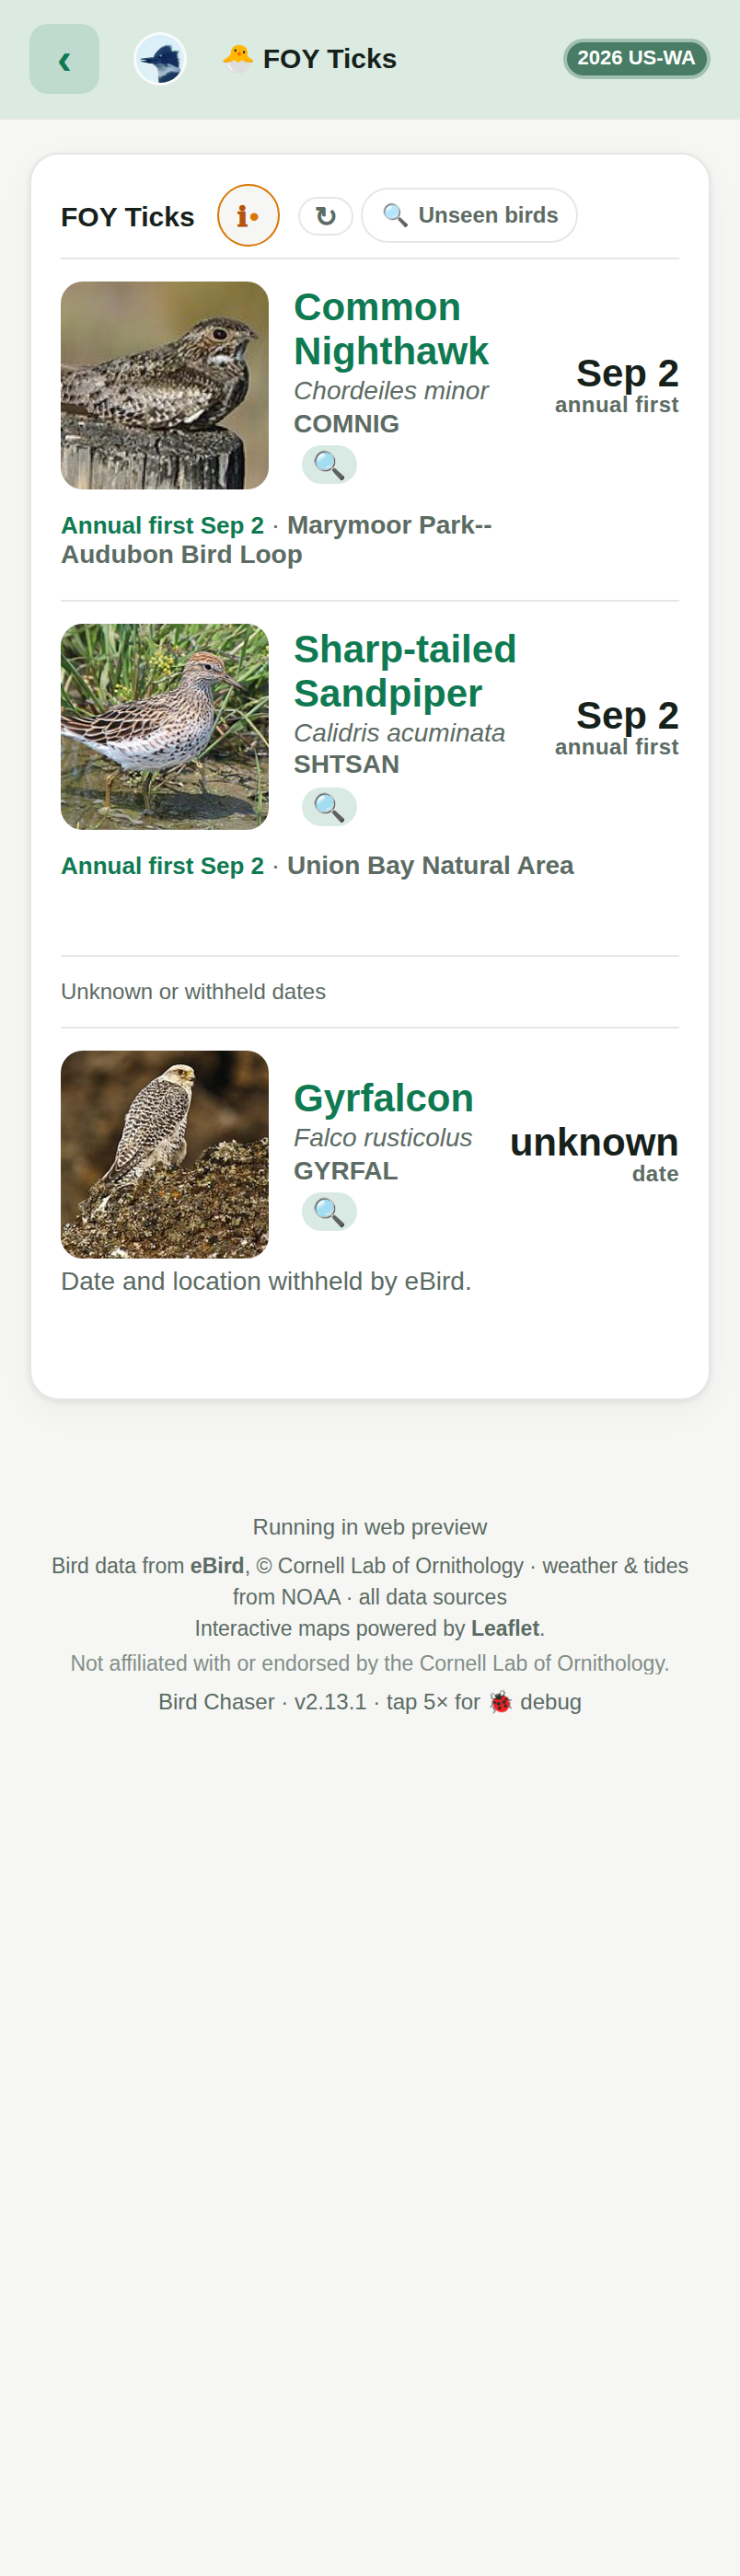 ‹ 🐣 FOY Ticks 2026 US-WA
FOY Ticks ℹ• ↻ 🔍 Unseen birds
Common
Nighthawk
Chordeiles minor
COMNIG
🔍
Sep 2
annual first
Annual first Sep 2 · Marymoor Park--
Audubon Bird Loop
Sharp-tailed
Sandpiper
Calidris acuminata
SHTSAN
🔍
Sep 2
annual first
Annual first Sep 2 · Union Bay Natural Area
Unknown or withheld dates
Gyrfalcon
Falco rusticolus
GYRFAL
🔍
unknown
date
Date and location withheld by eBird.
Running in web preview
Bird data from eBird, © Cornell Lab of Ornithology · weather & tides
from NOAA · all data sources
Interactive maps powered by Leaflet.
Not affiliated with or endorsed by the Cornell Lab of Ornithology.
Bird Chaser · v2.13.1 · tap 5× for 🐞 debug